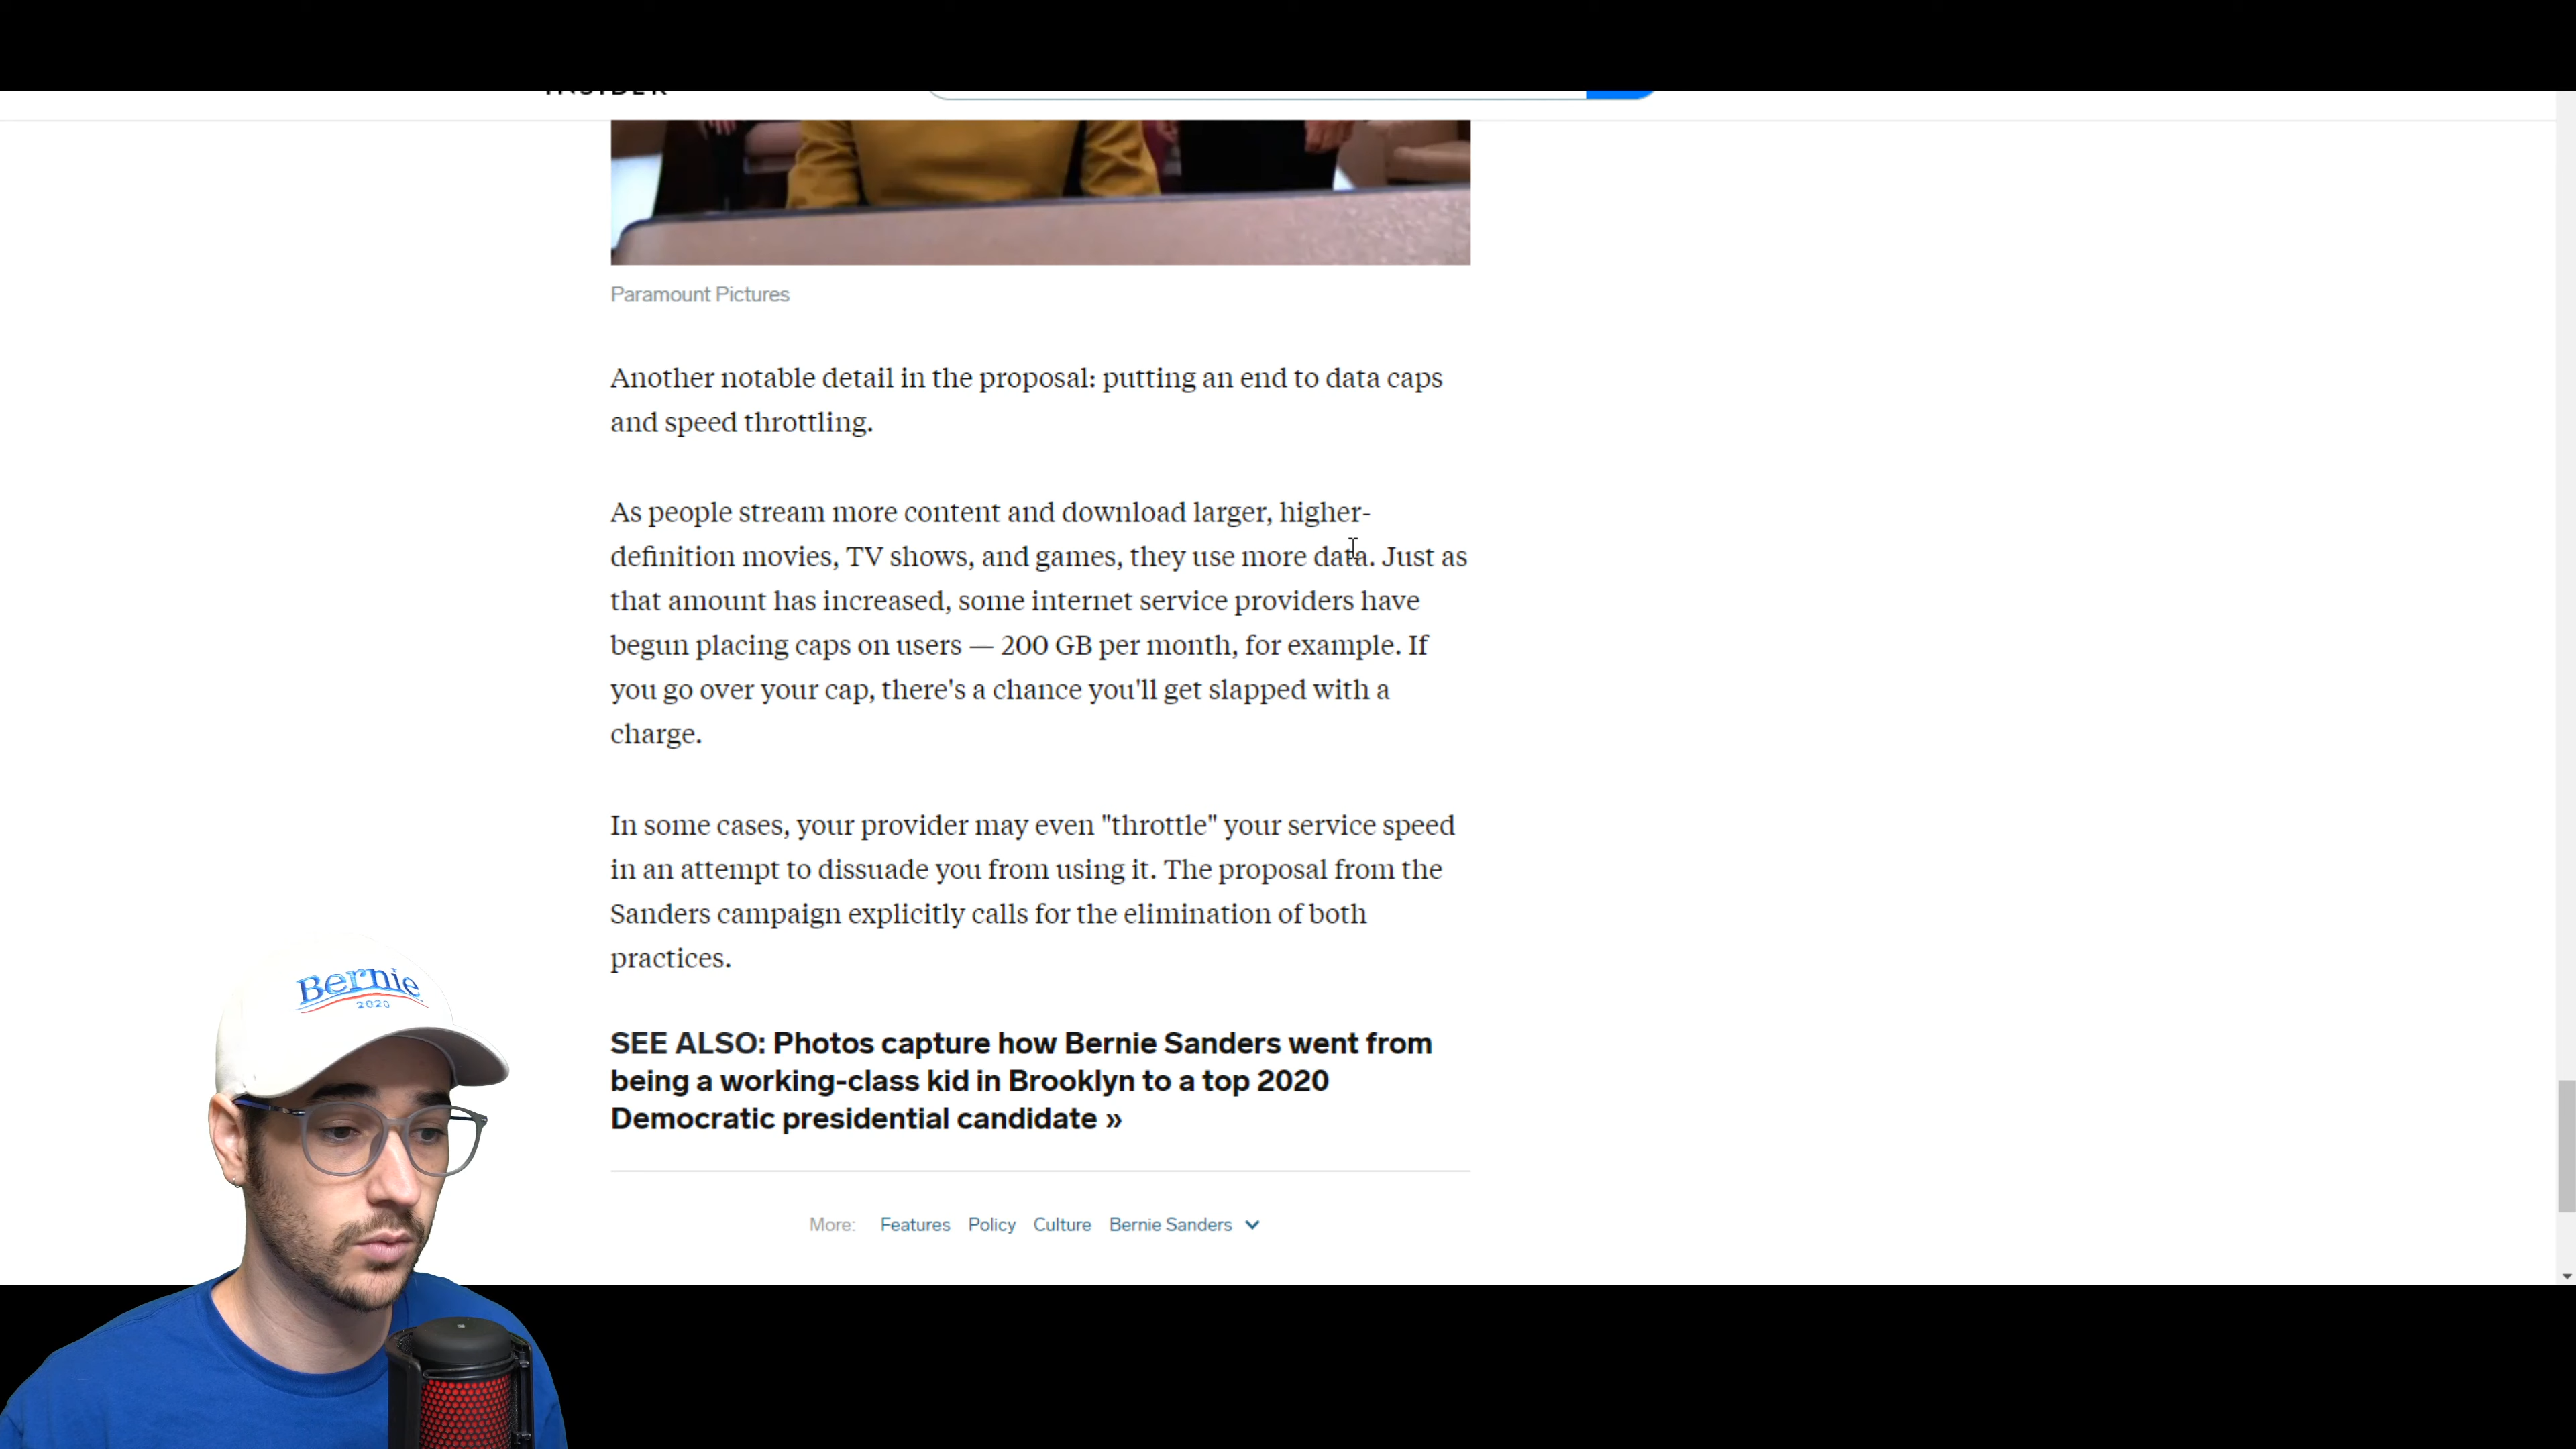 INSIDER
Paramount Pictures
Another notable detail in the proposal: putting an end to data caps
and speed throttling.
As people stream more content and download larger, higher-
definition movies, TV shows, and games, they use more data. Just as
that amount has increased, some internet service providers have
begun placing caps on users — 200 GB per month, for example. If
you go over your cap, there's a chance you'll get slapped with a
charge.
In some cases, your provider may even "throttle" your service speed
in an attempt to dissuade you from using it. The proposal from the
Sanders campaign explicitly calls for the elimination of both
practices.
SEE ALSO: Photos capture how Bernie Sanders went from
being a working-class kid in Brooklyn to a top 2020
Democratic presidential candidate »
More: Features Policy Culture Bernie Sanders
Bernie
2020